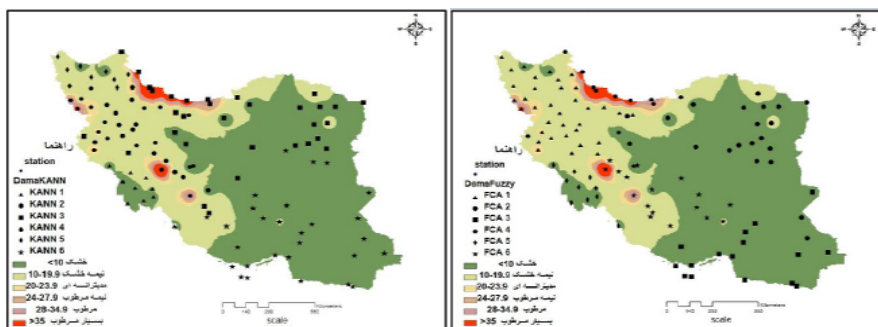 راهنما
station
DamaKANN
KANN 1
KANN 2
KANN 3
KANN 4
KANN 5
KANN 6
<10 خشک
10-19.9 نیمه خشک
20-23.9 مدیترانه ای
24-27.9 نیمه مرطوب
28-34.9 مرطوب
>35 بسیار مرطوب
scale
راهنما
station
DamaFuzzy
FCA 1
FCA 2
FCA 3
FCA 4
FCA 5
FCA 6
<10 خشک
10-19.9 نیمه خشک
20-23.9 مدیترانه ای
24-27.9 نیمه مرطوب
28-34.9 مرطوب
>35 بسیار مرطوب
scale